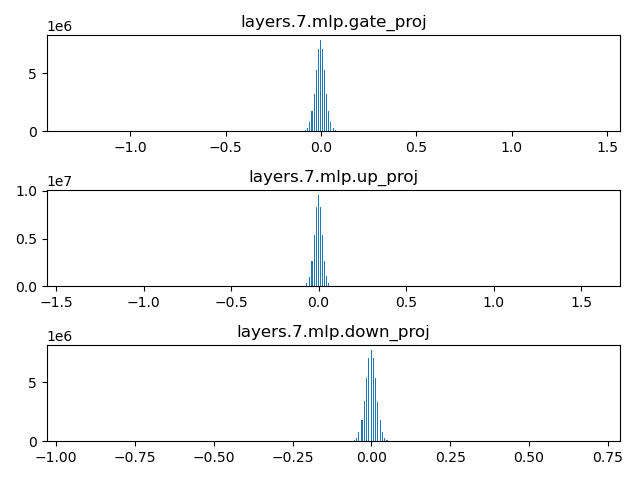 layers.7.mlp.gate_proj
1e6
5
0
−1.0 −0.5 0.0 0.5 1.0 1.5
layers.7.mlp.up_proj
1e7
1.0
0.5
0.0
−1.5 −1.0 −0.5 0.0 0.5 1.0 1.5
layers.7.mlp.down_proj
1e6
5
0
−1.00 −0.75 −0.50 −0.25 0.00 0.25 0.50 0.75